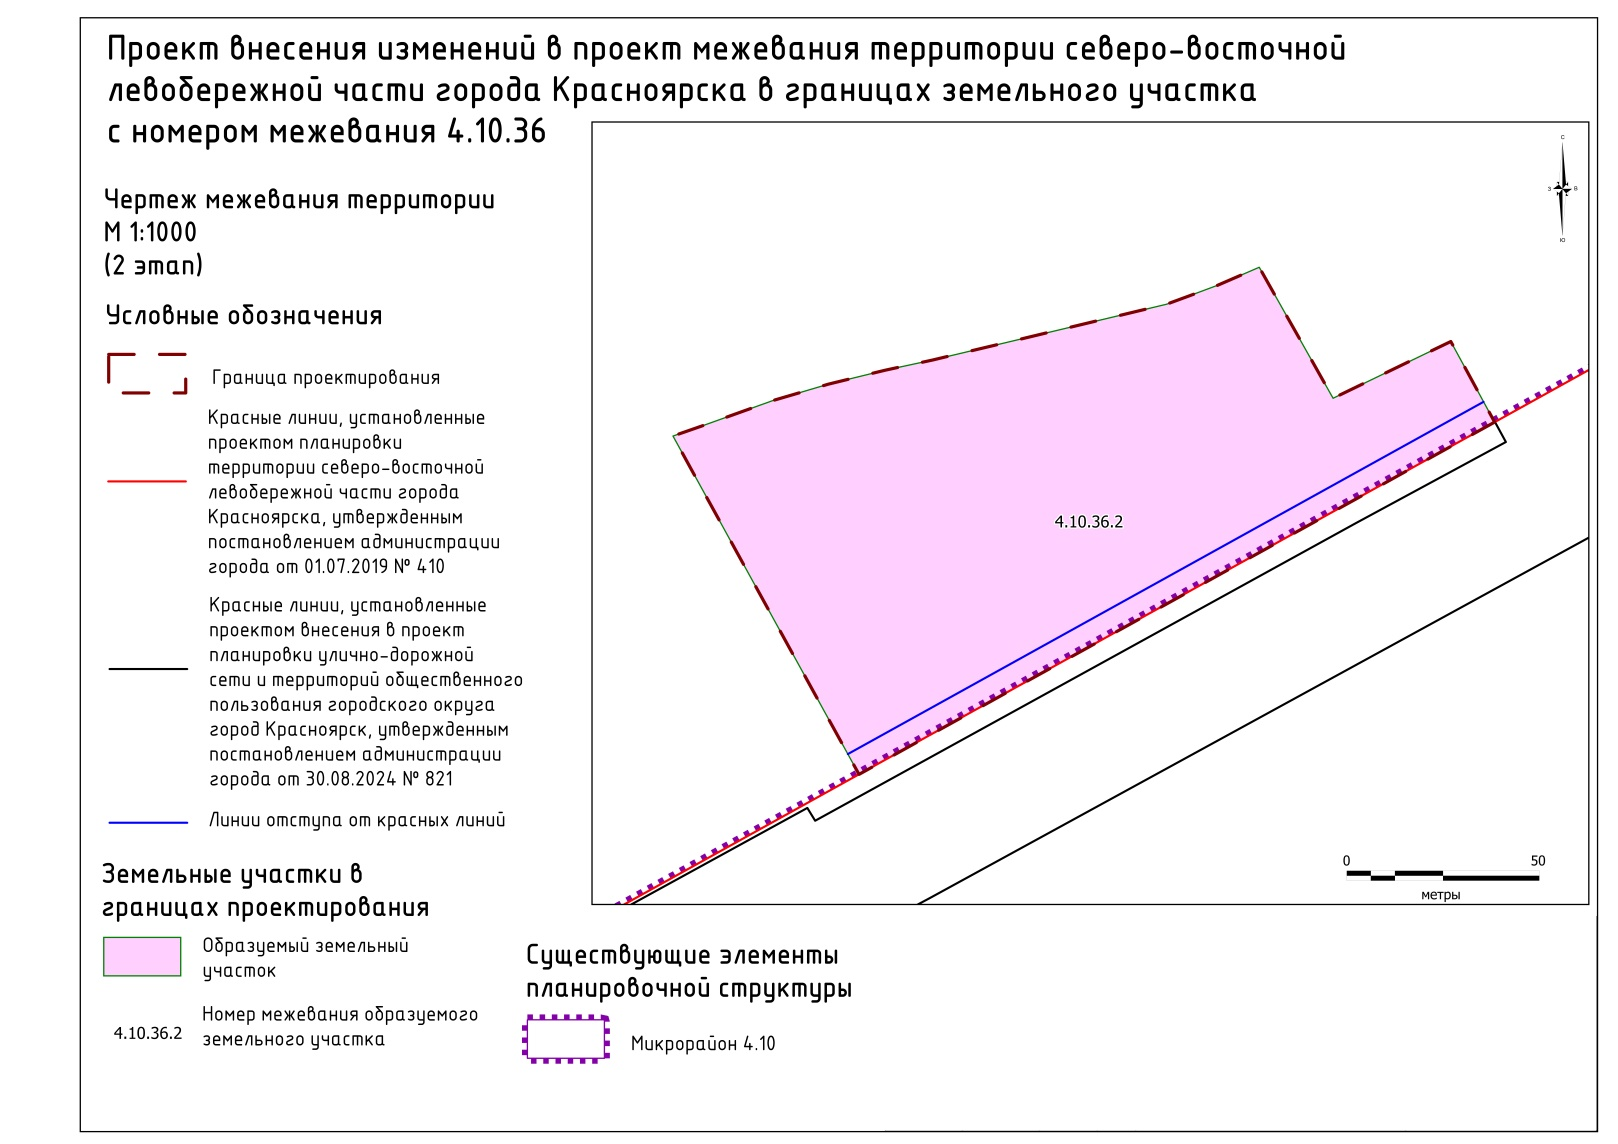 Проект внесения изменений в проект межевания территории северо-восточной
левобережной части города Красноярска в границах земельного участка
с номером межевания 4.10.36
Чертеж межевания территории
М 1:1000
(2 этап)
Условные обозначения
Граница проектирования
Красные линии, установленные
проектом планировки
территории северо-восточной
левобережной части города
Красноярска, утвержденным
постановлением администрации
города от 01.07.2019 № 410
Красные линии, установленные
проектом внесения в проект
планировки улично-дорожной
сети и территорий общественного
пользования городского округа
город Красноярск, утвержденным
постановлением администрации
города от 30.08.2024 № 821
Линии отступа от красных линий
Земельные участки в
границах проектирования
Образуемый земельный
участок
4.10.36.2
Номер межевания образуемого
земельного участка
Существующие элементы
планировочной структуры
Микрорайон 4.10
С
З
В
Ю
4.10.36.2
0 50
метры